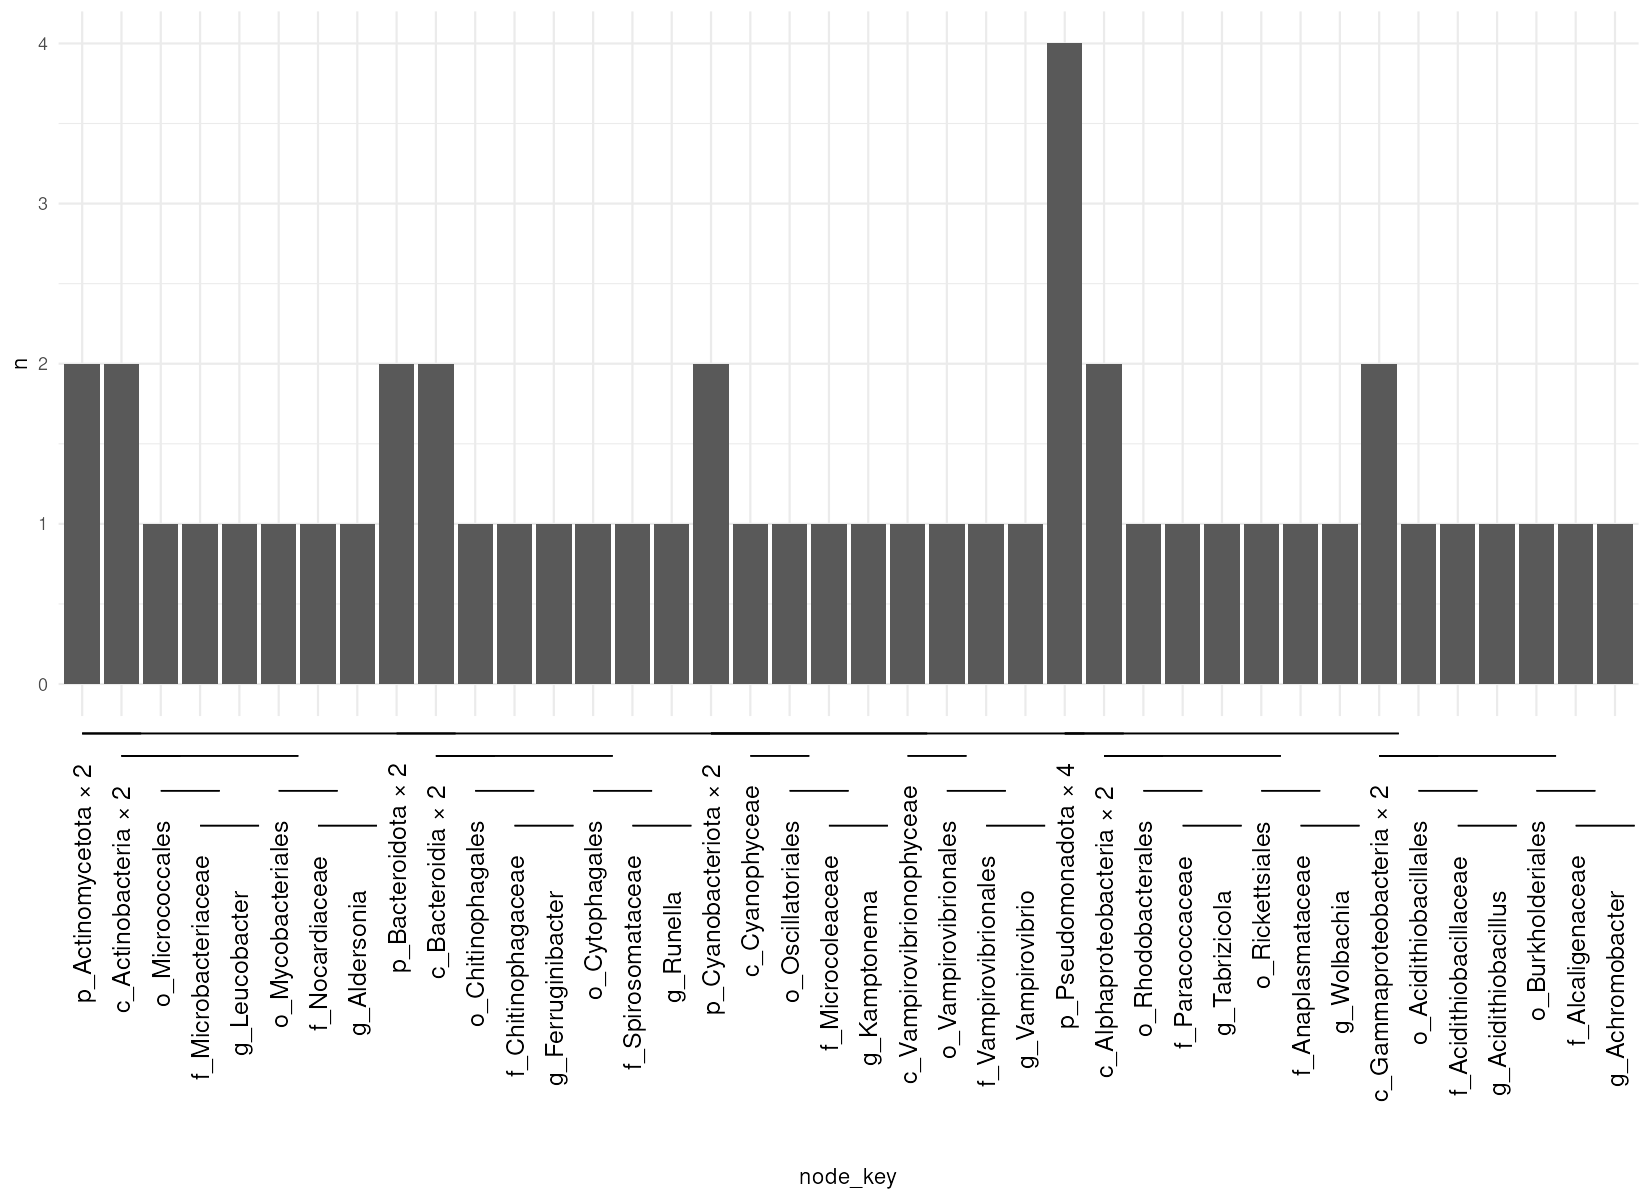 4
3
2
1
0
n
p_Actinomycetota × 2
c_Actinobacteria × 2
o_Micrococcales
f_Microbacteriaceae
g_Leucobacter
o_Mycobacteriales
f_Nocardiaceae
g_Aldersonia
p_Bacteroidota × 2
c_Bacteroidia × 2
o_Chitinophagales
f_Chitinophagaceae
g_Ferruginibacter
o_Cytophagales
f_Spirosomataceae
g_Runella
p_Cyanobacteriota × 2
c_Cyanophyceae
o_Oscillatoriales
f_Microcoleaceae
g_Kamptonema
c_Vampirovibrionophyceae
o_Vampirovibrionales
f_Vampirovibrionales
g_Vampirovibrio
p_Pseudomonadota × 4
c_Alphaproteobacteria × 2
o_Rhodobacterales
f_Paracoccaceae
g_Tabrizicola
o_Rickettsiales
f_Anaplasmataceae
g_Wolbachia
c_Gammaproteobacteria × 2
o_Acidithiobacillales
f_Acidithiobacillaceae
g_Acidithiobacillus
o_Burkholderiales
f_Alcaligenaceae
g_Achromobacter
node_key